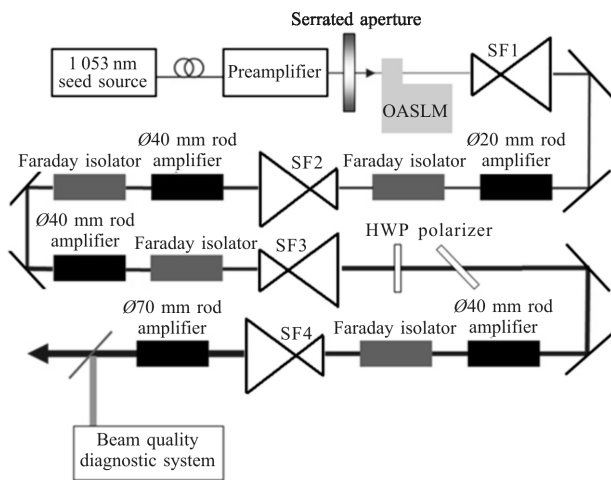 Serrated aperture
1 053 nm
seed source
Preamplifier
OASLM
SF1
Faraday isolator
Ø40 mm rod
amplifier
SF2
Faraday isolator
Ø20 mm rod
amplifier
Ø40 mm rod
amplifier
Faraday isolator
SF3
HWP polarizer
Ø70 mm rod
amplifier
SF4
Faraday isolator
Ø40 mm rod
amplifier
Beam quality
diagnostic system